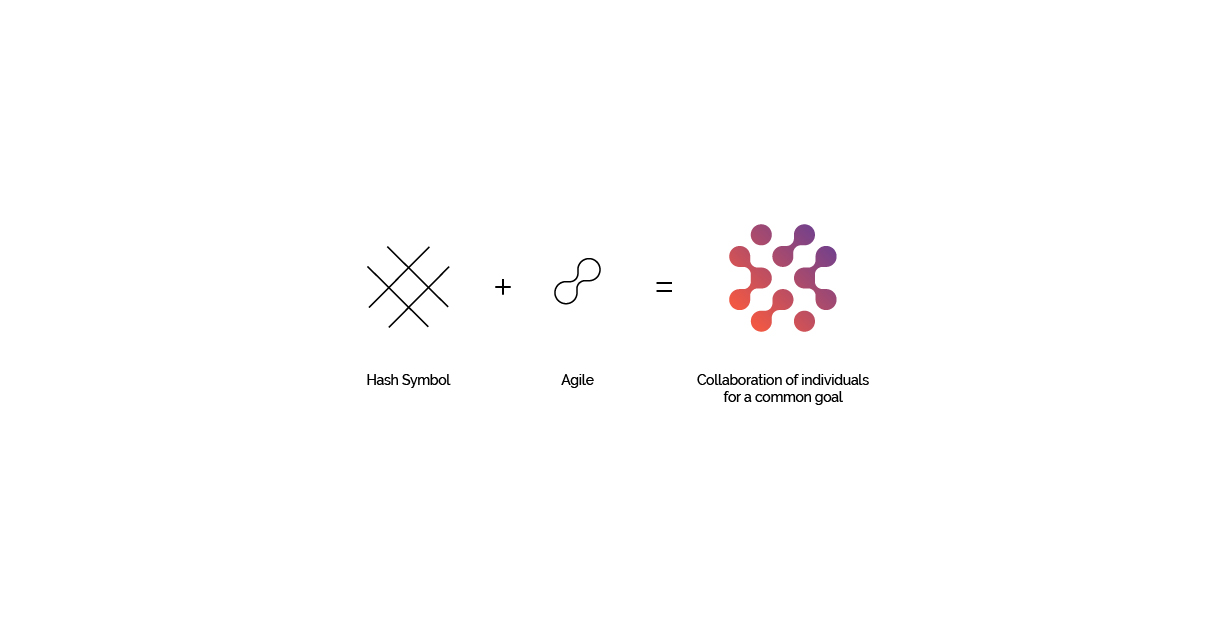 +
=
Hash Symbol
Agile
Collaboration of individuals
for a common goal